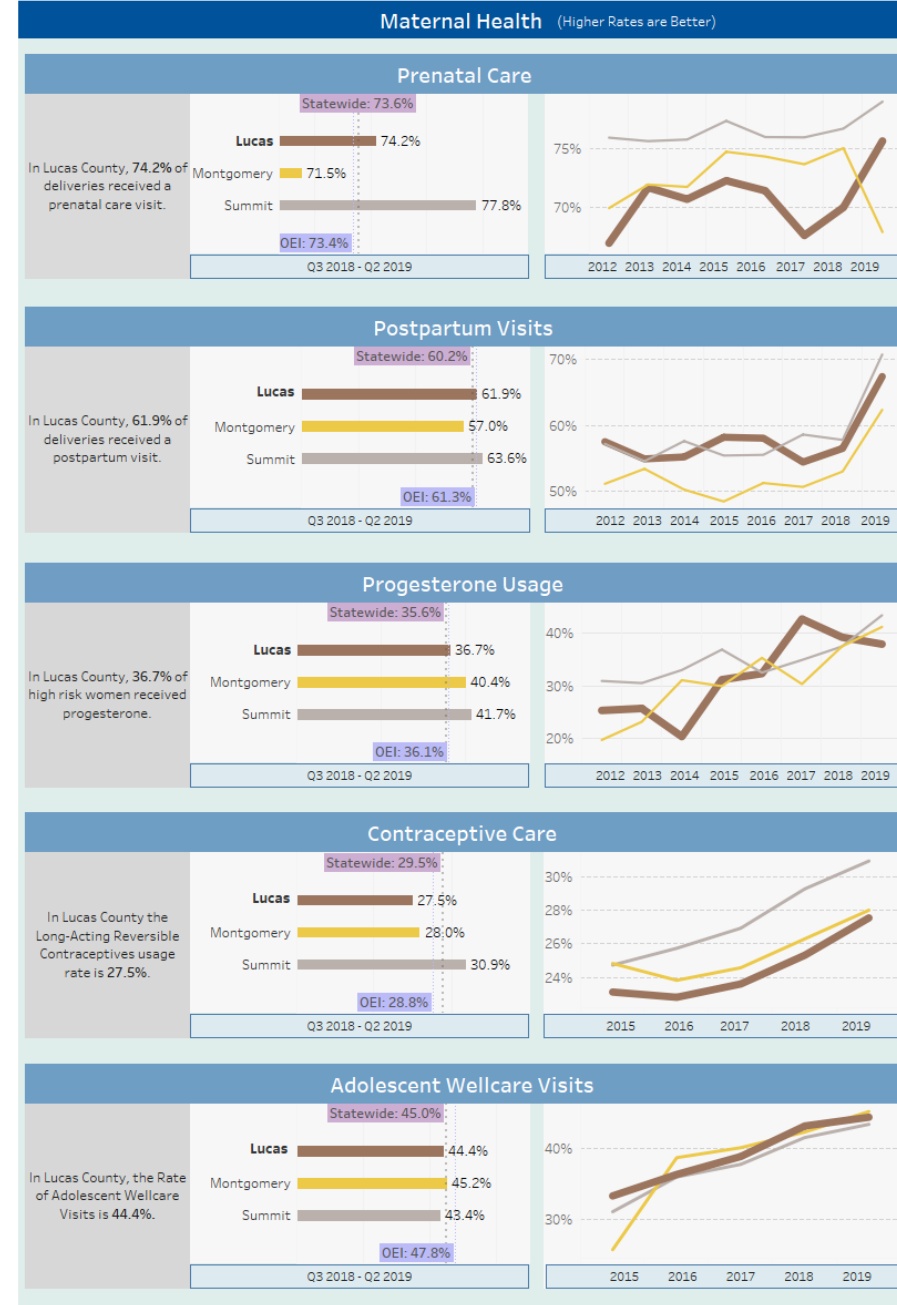 Maternal Health (Higher Rates are Better)
Prenatal Care
In Lucas County, 74.2% of
deliveries received a
prenatal care visit.
Statewide: 73.6%
Lucas 74.2%
Montgomery 71.5%
Summit 77.8%
OEI: 73.4%
Q3 2018 - Q2 2019
75%
70%
2012 2013 2014 2015 2016 2017 2018 2019
Postpartum Visits
In Lucas County, 61.9% of
deliveries received a
postpartum visit.
Statewide: 60.2%
Lucas 61.9%
Montgomery 57.0%
Summit 63.6%
OEI: 61.3%
Q3 2018 - Q2 2019
70%
60%
50%
2012 2013 2014 2015 2016 2017 2018 2019
Progesterone Usage
In Lucas County, 36.7% of
high risk women received
progesterone.
Statewide: 35.6%
Lucas 36.7%
Montgomery 40.4%
Summit 41.7%
OEI: 36.1%
Q3 2018 - Q2 2019
40%
30%
20%
2012 2013 2014 2015 2016 2017 2018 2019
Contraceptive Care
In Lucas County the
Long-Acting Reversible
Contraceptives usage
rate is 27.5%.
Statewide: 29.5%
Lucas 27.5%
Montgomery 28.0%
Summit 30.9%
OEI: 28.8%
Q3 2018 - Q2 2019
30%
28%
26%
24%
2015 2016 2017 2018 2019
Adolescent Wellcare Visits
In Lucas County, the Rate
of Adolescent Wellcare
Visits is 44.4%.
Statewide: 45.0%
Lucas 44.4%
Montgomery 45.2%
Summit 43.4%
OEI: 47.8%
Q3 2018 - Q2 2019
40%
30%
2015 2016 2017 2018 2019